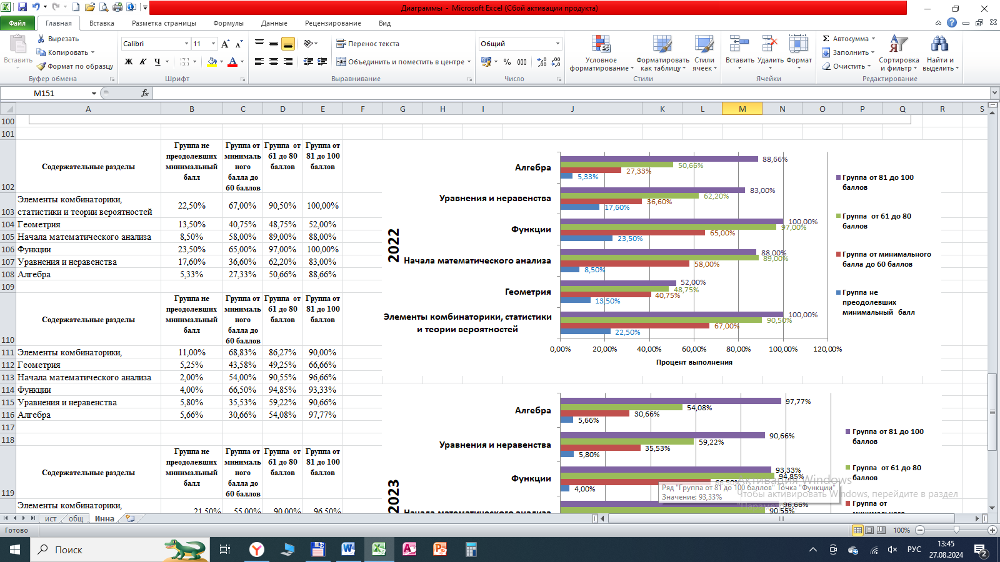 Диаграммы - Microsoft Excel (Сбой активации продукта)
Файл Главная Вставка Разметка страницы Формулы Данные Рецензирование Вид
Вставить
Вырезать
Копировать
Формат по образцу
Буфер обмена
Calibri 11
Ж К Ч
Шрифт
Перенос текста
Объединить и поместить в центре
Выравнивание
Общий
% 000
Число
Условное форматирование
Форматировать как таблицу
Стили ячеек
Стили
Вставить Удалить Формат
Ячейки
Σ Автосумма
Заполнить
Очистить
Сортировка и фильтр
Найти и выделить
Редактирование
M151 fx
A B C D E F G H I J K L M N O P Q R S
100
101
102 Содержательные разделы Группа не преодолевших минимальный балл Группа от минимального балла до 60 баллов Группа от 61 до 80 баллов Группа от 81 до 100 баллов
103 Элементы комбинаторики, статистики и теории вероятностей 22,50% 67,00% 90,50% 100,00%
104 Геометрия 13,50% 40,75% 48,75% 52,00%
105 Начала математического анализа 8,50% 58,00% 89,00% 88,00%
106 Функции 23,50% 65,00% 97,00% 100,00%
107 Уравнения и неравенства 17,60% 36,60% 62,20% 83,00%
108 Алгебра 5,33% 27,33% 50,66% 88,66%
109
110 Содержательные разделы Группа не преодолевших минимальный балл Группа от минимального балла до 60 баллов Группа от 61 до 80 баллов Группа от 81 до 100 баллов
111 Элементы комбинаторики, 11,00% 68,83% 86,27% 90,00%
112 Геометрия 5,25% 43,58% 49,25% 66,66%
113 Начала математического анализа 2,00% 54,00% 90,55% 96,66%
114 Функции 4,00% 66,50% 94,85% 93,33%
115 Уравнения и неравенства 5,80% 35,53% 59,22% 90,66%
116 Алгебра 5,66% 30,66% 54,08% 97,77%
117
118
119 Содержательные разделы Группа не преодолевших минимальный балл Группа от минимального балла до 60 баллов Группа от 61 до 80 баллов Группа от 81 до 100 баллов
Элементы комбинаторики, 21,50% 55,00% 90,00% 96,50%
2022
Алгебра 88,66% 50,66% 27,33% 5,33%
Уравнения и неравенства 83,00% 62,20% 36,60% 17,60%
Функции 100,00% 97,00% 65,00% 23,50%
Начала математического анализа 88,00% 89,00% 58,00% 8,50%
Геометрия 52,00% 48,75% 40,75% 13,50%
Элементы комбинаторики, статистики и теории вероятностей 100,00% 90,50% 67,00% 22,50%
0,00% 20,00% 40,00% 60,00% 80,00% 100,00% 120,00%
Процент выполнения
Группа от 81 до 100 баллов
Группа от 61 до 80 баллов
Группа от минимального балла до 60 баллов
Группа не преодолевших минимальный балл
2023
Алгебра 97,77% 54,08% 30,66% 5,66%
Уравнения и неравенства 90,66% 59,22% 35,53% 5,80%
Функции 93,33% 94,85% 66,50% 4,00%
Начала математического анализа 96,66% 90,55%
Группа от 81 до 100 баллов
Группа от 61 до 80 баллов
Группа от минимального
Ряд "Группа от 81 до 100 баллов" Точка "Функции"
Значение: 93,33%
Активация Windows
Чтобы активировать Windows, перейдите в раздел
"Параметры
ист общ Инна
Готово 100%
Поиск
РУС
13:45
27.08.2024
2